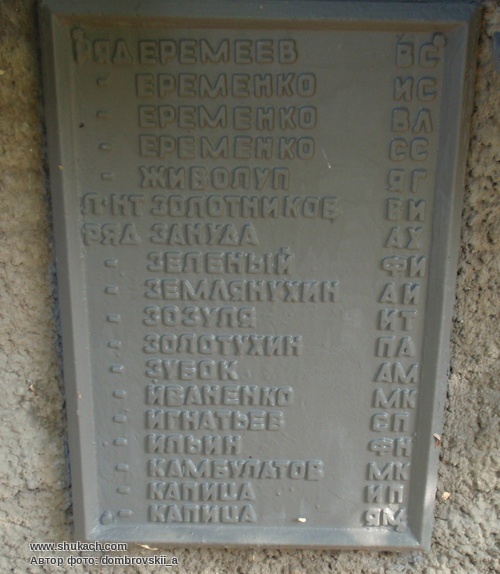 РЯД ЕРЕМЕЕВ ВС
- ЕРЕМЕНКО ИС
- ЕРЕМЕНКО ВЛ
- ЕРЕМЕНКО СС
- ЖИВОЛУП ЯГ
Л-НТ ЗОЛОТНИКОВ ВИ
РЯД ЗАНУДА АХ
- ЗЕЛЕНЫЙ ФИ
- ЗЕМЛЯНУХИН АИ
- ЗОЗУЛЯ ИТ
- ЗОЛОТУХИН ПА
- ЗУБОК АМ
- ИВАНЕНКО МК
- ИГНАТЬЕВ СП
- ИЛЬИН ФН
- КАМБУЛАТОВ МК
- КАПИЦА ИП
- КАПИЦА ЯМ
www.shukach.com
Автор фото: dombrovskii_a